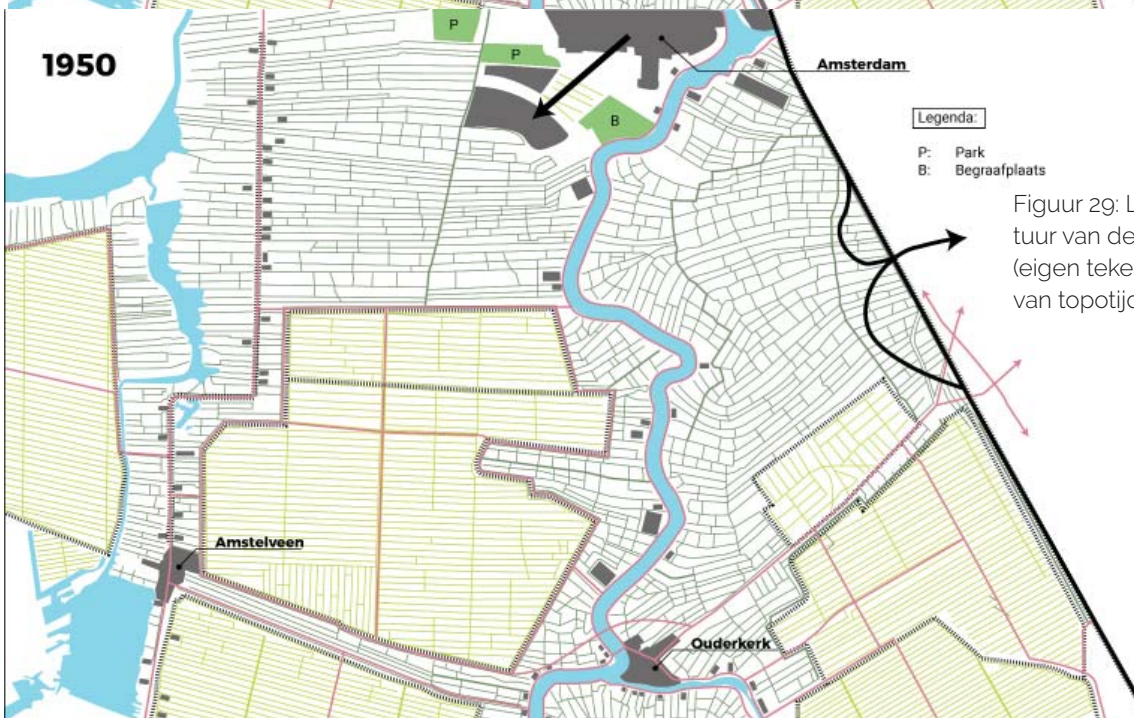 1950
P
P
B
Amsterdam
Legenda:
P: Park
B: Begraafplaats
Figuur 29: L
tuur van de
(eigen teke
van topotijd
Amstelveen
Ouderkerk